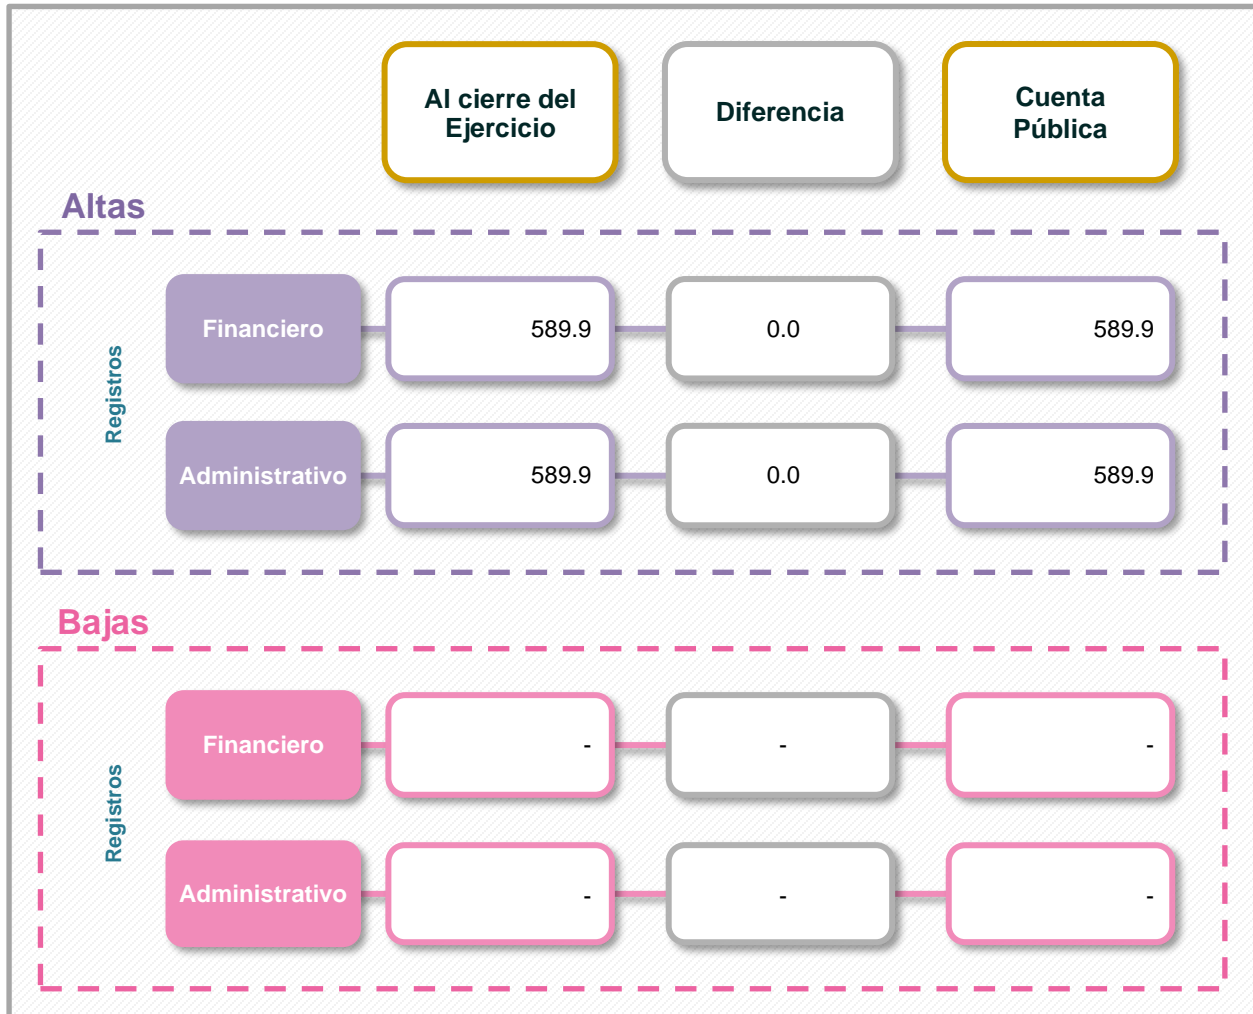 Al cierre del
Ejercicio
Diferencia
Cuenta
Pública
Altas
Registros
Financiero
589.9
0.0
589.9
Administrativo
589.9
0.0
589.9
Bajas
Registros
Financiero
-
-
-
Administrativo
-
-
-